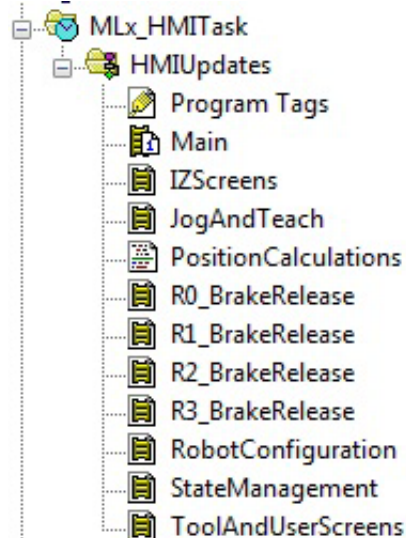 MLx_HMITask
HMIUpdates
Program Tags
Main
IZScreens
JogAndTeach
PositionCalculations
R0_BrakeRelease
R1_BrakeRelease
R2_BrakeRelease
R3_BrakeRelease
RobotConfiguration
StateManagement
ToolAndUserScreens